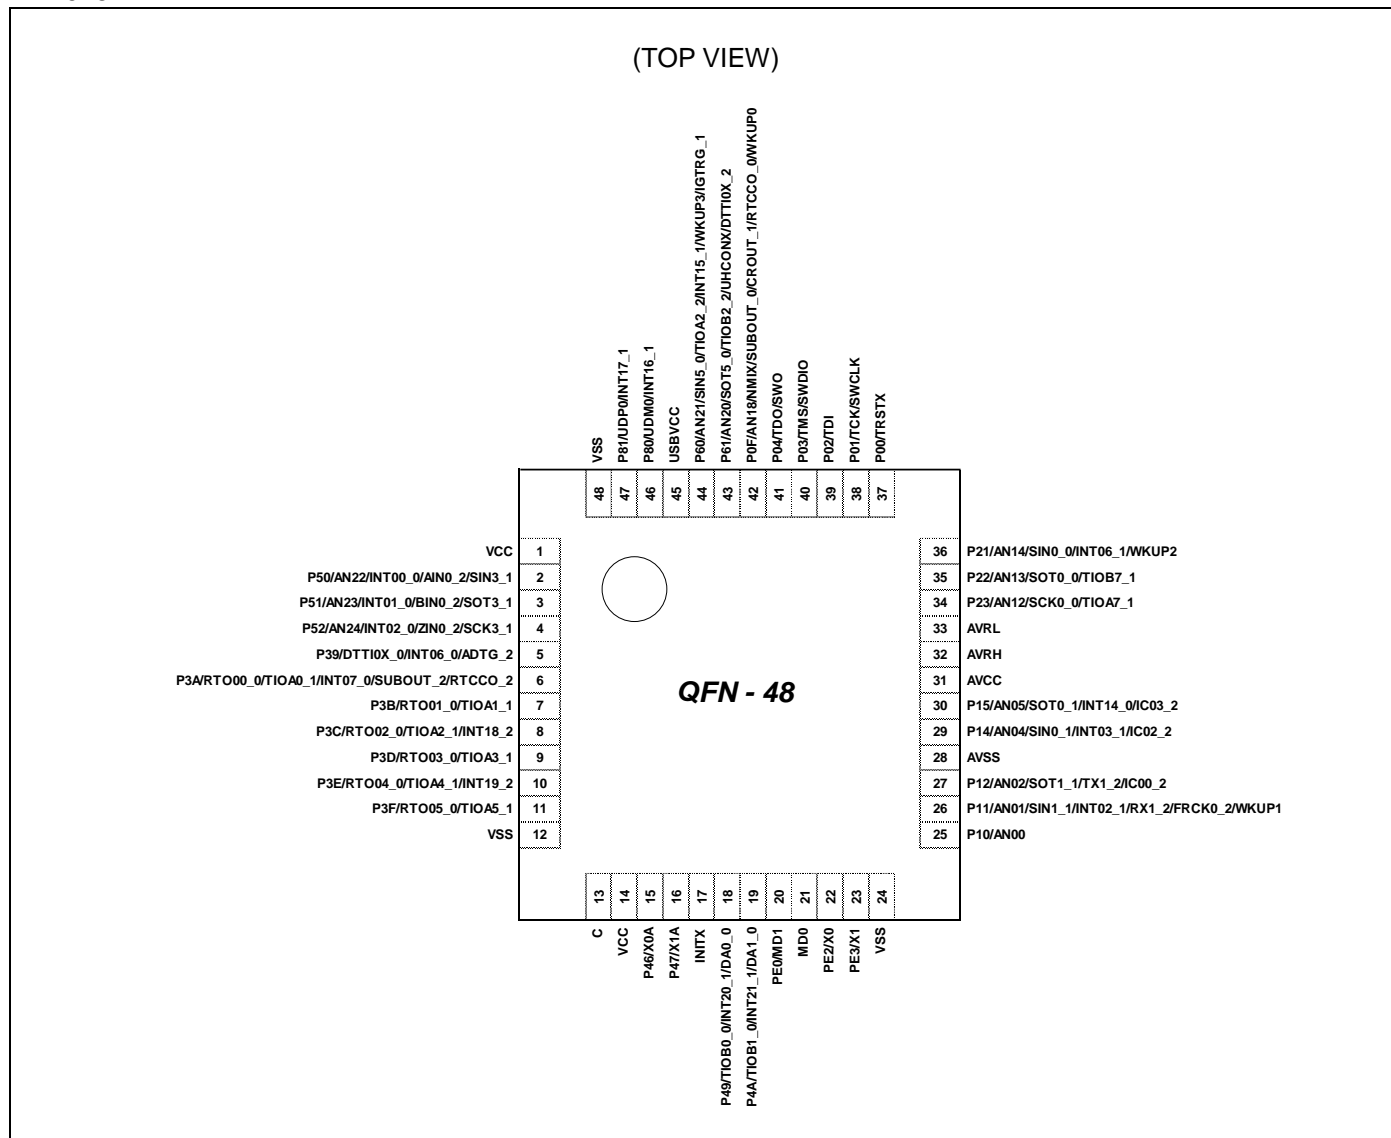 (TOP VIEW)
VSS
P81/UDP0/INT17_1
P80/UDM0/INT16_1
USBVCC
P60/AN21/SIN5_0/TIOA2_2/INT15_1/WKUP3/IGTRG_1
P61/AN20/SOT5_0/TIOB2_2/UHCONX/DTTI0X_2
P0F/AN18/NMIX/SUBOUT_0/CROUT_1/RTCCO_0/WKUP0
P04/TDO/SWO
P03/TMS/SWDIO
P02/TDI
P01/TCK/SWCLK
P00/TRSTX
48
47
46
45
44
43
42
41
40
39
38
37
VCC 1
P50/AN22/INT00_0/AIN0_2/SIN3_1 2
P51/AN23/INT01_0/BIN0_2/SOT3_1 3
P52/AN24/INT02_0/ZIN0_2/SCK3_1 4
P39/DTTI0X_0/INT06_0/ADTG_2 5
P3A/RTO00_0/TIOA0_1/INT07_0/SUBOUT_2/RTCCO_2 6
P3B/RTO01_0/TIOA1_1 7
P3C/RTO02_0/TIOA2_1/INT18_2 8
P3D/RTO03_0/TIOA3_1 9
P3E/RTO04_0/TIOA4_1/INT19_2 10
P3F/RTO05_0/TIOA5_1 11
VSS 12
QFN - 48
36 P21/AN14/SIN0_0/INT06_1/WKUP2
35 P22/AN13/SOT0_0/TIOB7_1
34 P23/AN12/SCK0_0/TIOA7_1
33 AVRL
32 AVRH
31 AVCC
30 P15/AN05/SOT0_1/INT14_0/IC03_2
29 P14/AN04/SIN0_1/INT03_1/IC02_2
28 AVSS
27 P12/AN02/SOT1_1/TX1_2/IC00_2
26 P11/AN01/SIN1_1/INT02_1/RX1_2/FRCK0_2/WKUP1
25 P10/AN00
13
14
15
16
17
18
19
20
21
22
23
24
C
VCC
P46/X0A
P47/X1A
INITX
P49/TIOB0_0/INT20_1/DA0_0
P4A/TIOB1_0/INT21_1/DA1_0
PE0/MD1
MD0
PE2/X0
PE3/X1
VSS